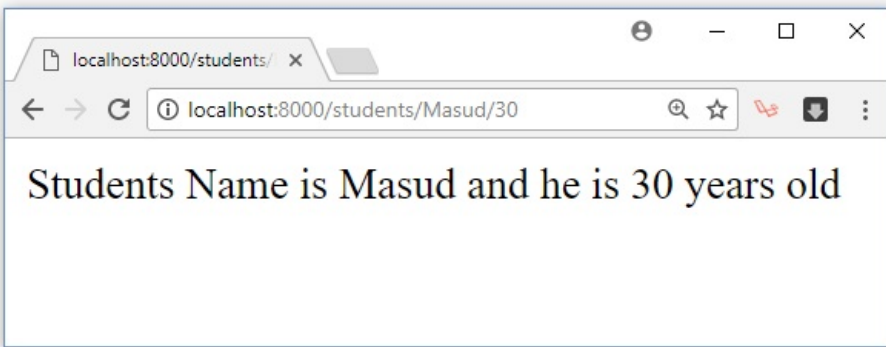 localhost:8000/students/
localhost:8000/students/Masud/30
Students Name is Masud and he is 30 years old